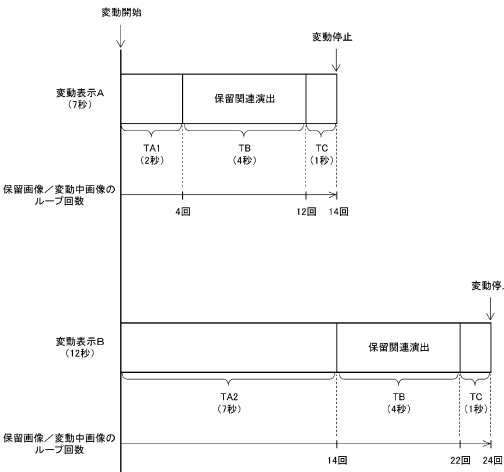 変動開始
変動停止
変動表示A
(7秒)
保留関連演出
TA1
(2秒)
TB
(4秒)
TC
(1秒)
保留画像/変動中画像の
ループ回数
4回
12回
14回
変動停
変動表示B
(12秒)
保留関連演出
TA2
(7秒)
TB
(4秒)
TC
(1秒)
保留画像/変動中画像の
ループ回数
14回
22回
24回